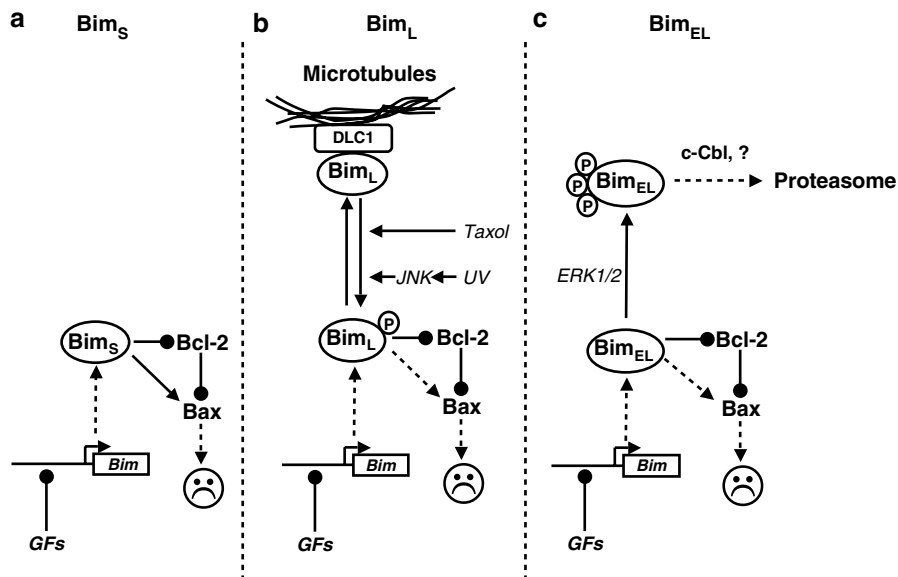 a Bim_S
Bim_S
Bcl-2
Bax
Bim
GFs
b Bim_L
Microtubules
DLC1
Bim_L
Taxol
JNK UV
P
Bim_L
Bcl-2
Bax
Bim
GFs
c Bim_EL
c-Cbl, ?
P
P
P
Bim_EL
Proteasome
ERK1/2
Bim_EL
Bcl-2
Bax
Bim
GFs